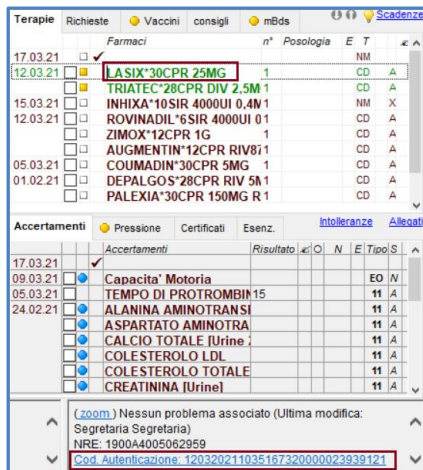 Terapie Richieste Vaccini consigli mBds Scadenze
Farmaci n° Posologia E T
17.03.21 NM
12.03.21 LASIX*30CPR 25MG 1 CD A
TRIATEC*28CPR DIV 2,5M 1 CD A
15.03.21 INHIXA*10SIR 4000UI 0,4N 1 NM X
12.03.21 ROVINADIL*6SIR 4000UI 0 1 CD A
ZIMOX*12CPR 1G 1 CD A
AUGMENTIN*12CPR RIV87 1 CD A
05.03.21 COUMADIN*30CPR 5MG 1 CD A
01.02.21 DEPALGOS*28CPR RIV 5M 1 CD A
PALEXIA*30CPR 150MG R 1 CD A
Accertamenti Pressione Certificati Esenz. Intolleranze Allegati
Accertamenti Risultato O N E Tipo S
17.03.21
09.03.21 Capacita' Motoria EO N
05.03.21 TEMPO DI PROTROMBIN 15 11 A
24.02.21 ALANINA AMINOTRANSI 11 A
ASPARTATO AMINOTRA 11 A
CALCIO TOTALE [Urine 2 11 A
COLESTEROLO LDL 11 A
COLESTEROLO TOTALE 11 A
CREATININA [Urine] 11 A
( zoom ) Nessun problema associato (Ultima modifica:
Segretaria Segretaria)
NRE: 1900A4005062959
Cod. Autenticazione: 120320211035167320000023939121